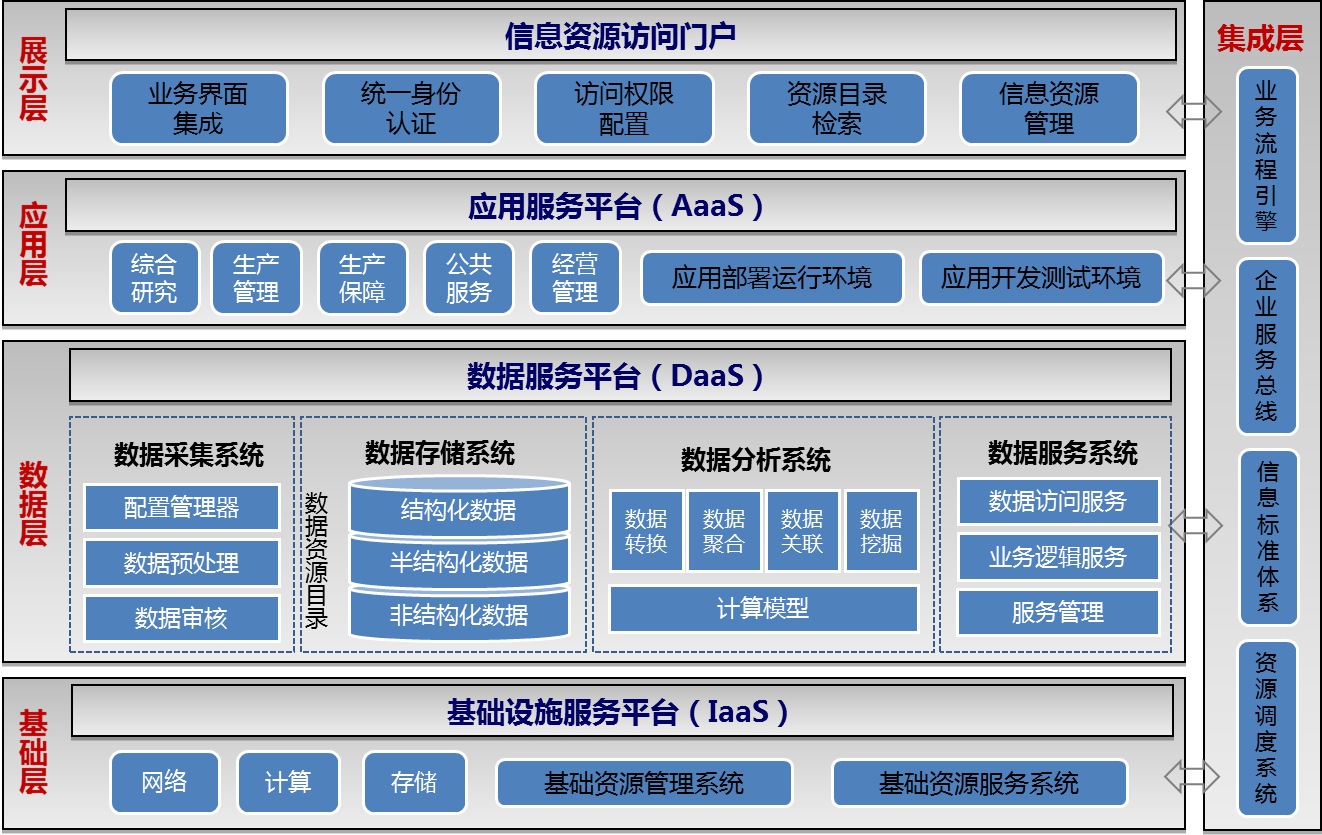 展示层
信息资源访问门户
业务界面
集成
统一身份
认证
访问权限
配置
资源目录
检索
信息资源
管理
应用层
应用服务平台（AaaS）
综合
研究
生产
管理
生产
保障
公共
服务
经营
管理
应用部署运行环境
应用开发测试环境
数据层
数据服务平台（DaaS）
数据采集系统
配置管理器
数据预处理
数据审核
数据存储系统
数据资源目录
结构化数据
半结构化数据
非结构化数据
数据分析系统
数据
转换
数据
聚合
数据
关联
数据
挖掘
计算模型
数据服务系统
数据访问服务
业务逻辑服务
服务管理
基础层
基础设施服务平台（IaaS）
网络
计算
存储
基础资源管理系统
基础资源服务系统
集成层
业务流程引擎
企业服务总线
信息标准体系
资源调度系统